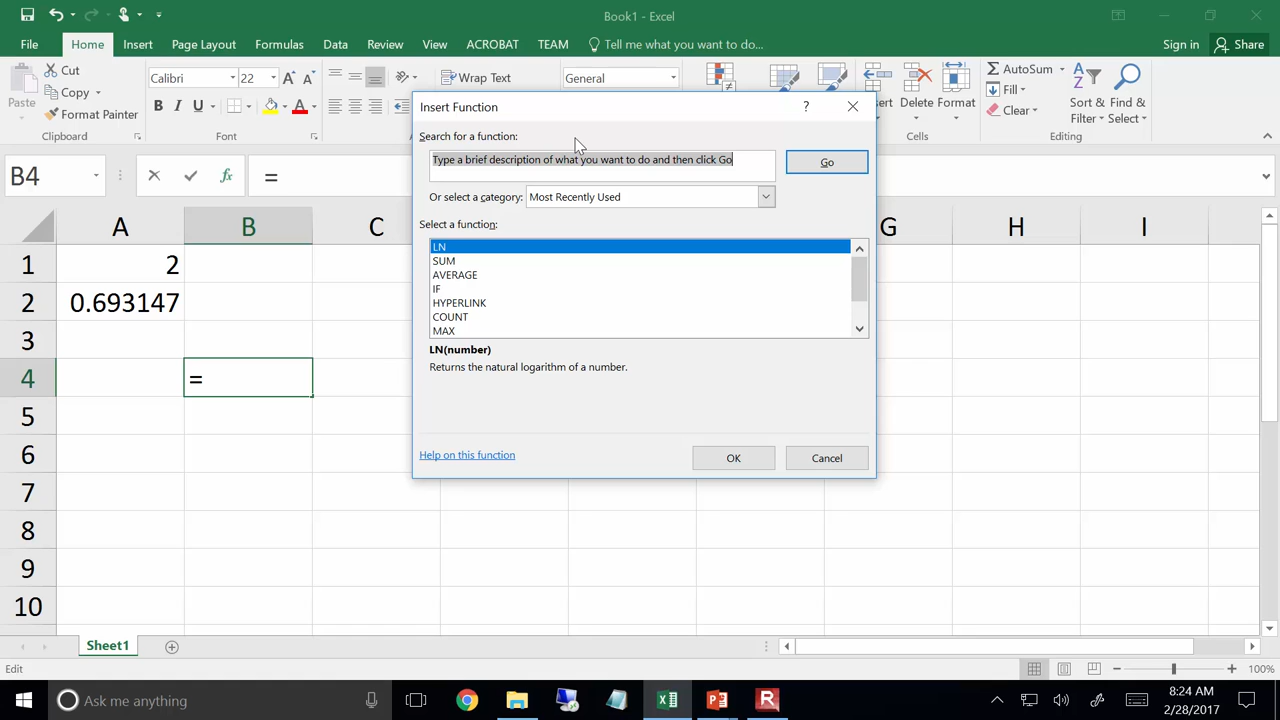 Book1 - Excel
File Home Insert Page Layout Formulas Data Review View ACROBAT TEAM Tell me what you want to do... Sign in Share
Paste
Cut
Copy
Format Painter
Clipboard
Calibri 22
B I U A
Font
Wrap Text
General
Delete Format
Cells
AutoSum
Fill
Clear
Sort & Filter
Find & Select
Editing
B4 fx =
Insert Function
?
Search for a function:
Type a brief description of what you want to do and then click Go
Go
Or select a category: Most Recently Used
Select a function:
LN
SUM
AVERAGE
IF
HYPERLINK
COUNT
MAX
LN(number)
Returns the natural logarithm of a number.
Help on this function
OK
Cancel
A B C G H I
1 2
2 0.693147
3
4 =
5
6
7
8
9
10
Sheet1
Edit
100%
Ask me anything
8:24 AM
2/28/2017